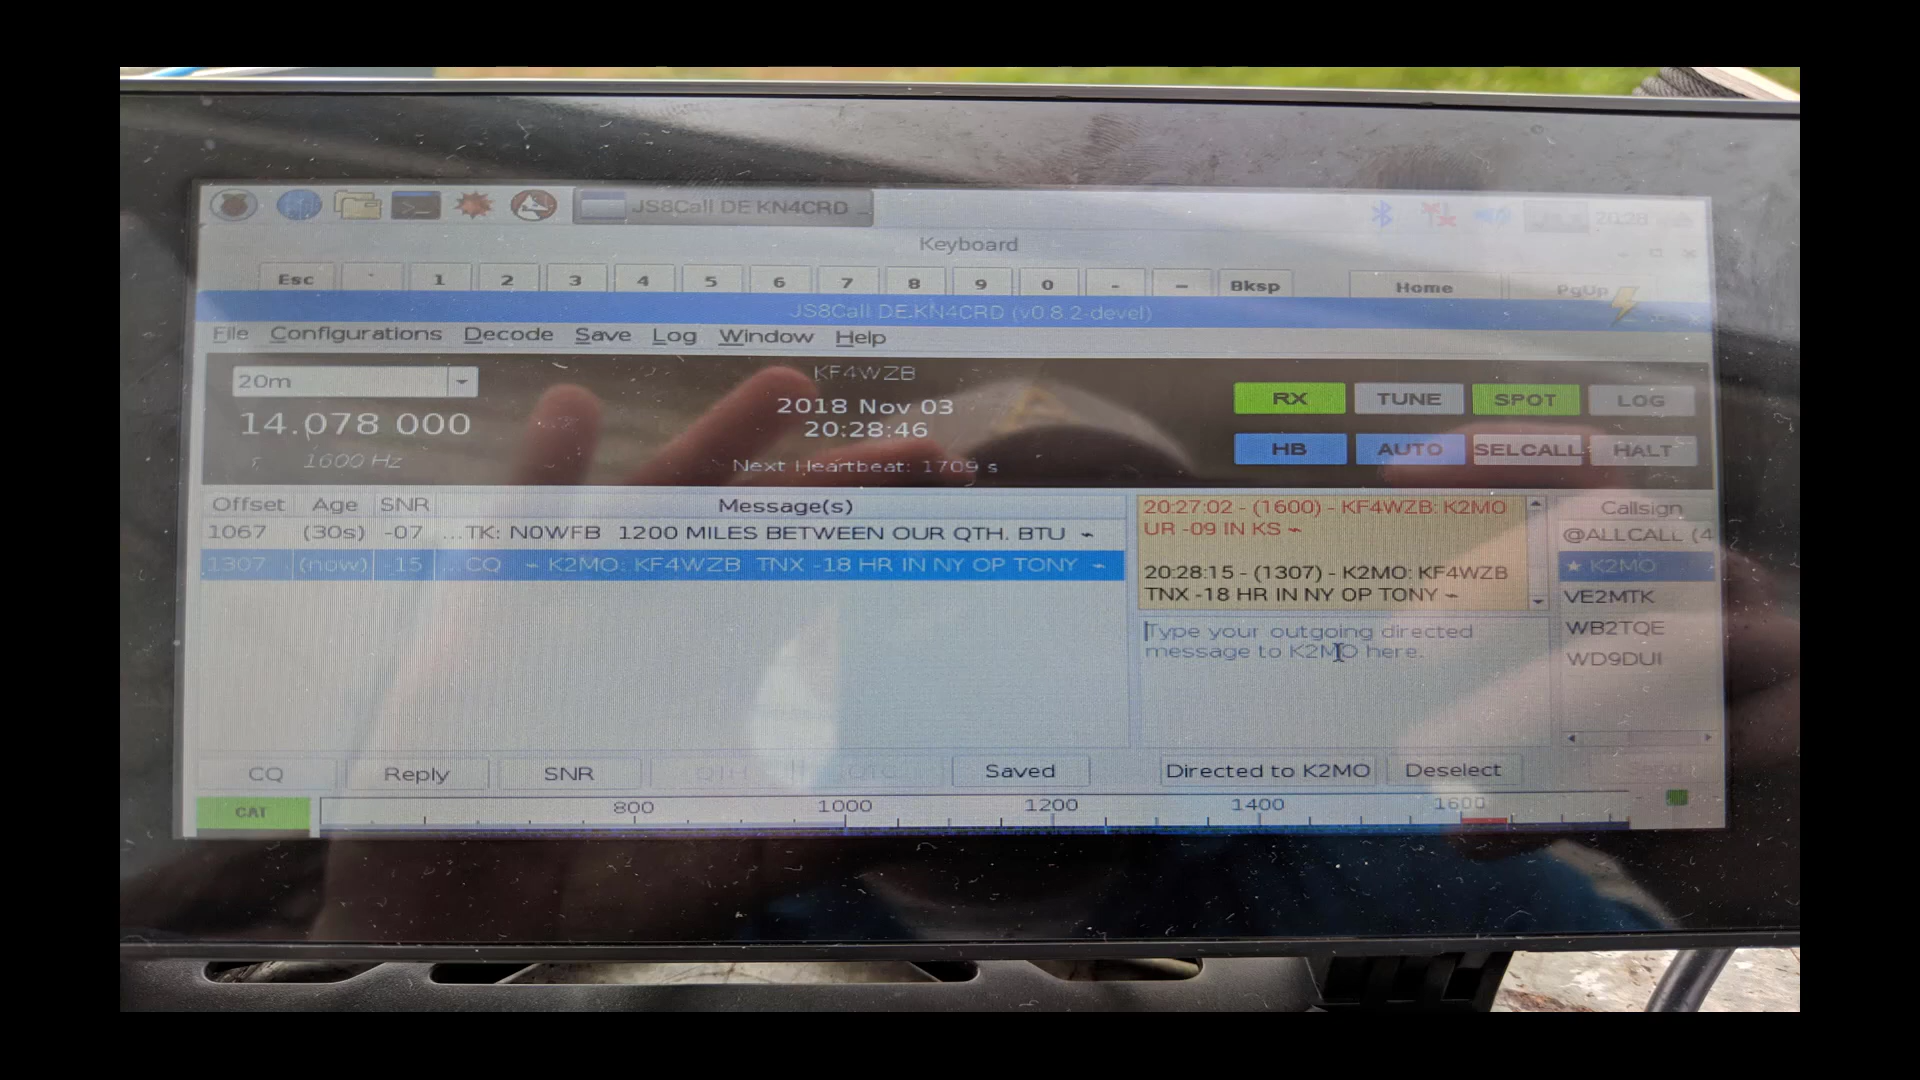 JS8Call DE KN4CRD
20:28
Keyboard
Esc ` 1 2 3 4 5 6 7 8 9 0 - = Bksp Home PgUp
JS8Call DE KN4CRD (v0.8.2-devel)
File Configurations Decode Save Log Window Help
20m
14.078 000
1600 Hz
KF4WZB
2018 Nov 03
20:28:46
Next Heartbeat: 1709 s
RX TUNE SPOT LOG
HB AUTO SELCALL HALT
Offset Age SNR Message(s)
1067 (30s) -07 ...TK: N0WFB 1200 MILES BETWEEN OUR QTH. BTU
1307 (now) -15 ... CQ K2MO: KF4WZB TNX -18 HR IN NY OP TONY
20:27:02 - (1600) - KF4WZB: K2MO
UR -09 IN KS
20:28:15 - (1307) - K2MO: KF4WZB
TNX -18 HR IN NY OP TONY
Type your outgoing directed
message to K2MO here.
Callsign
@ALLCALL (4
★ K2MO
VE2MTK
WB2TQE
WD9DUI
CQ Reply SNR QTH QTC Saved Directed to K2MO Deselect
CAT 800 1000 1200 1400 1600